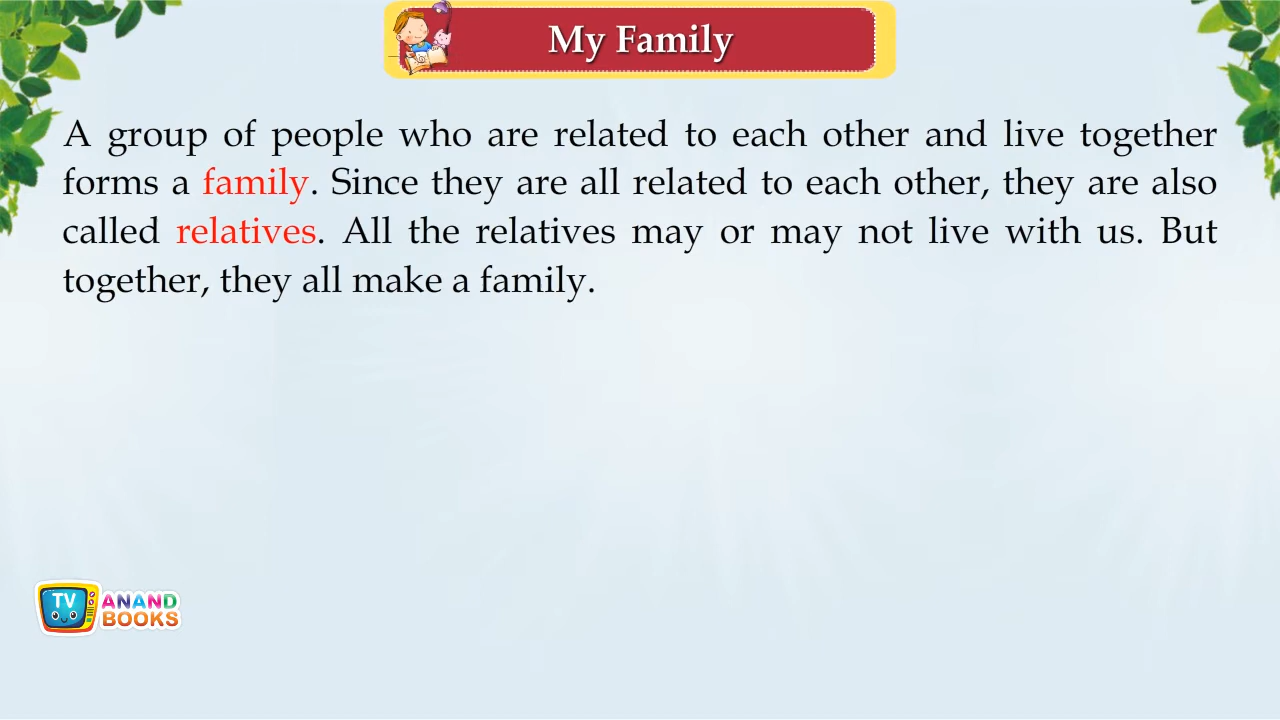 My Family
A group of people who are related to each other and live together
forms a family. Since they are all related to each other, they are also
called relatives. All the relatives may or may not live with us. But
together, they all make a family.
TV
ANAND
BOOKS